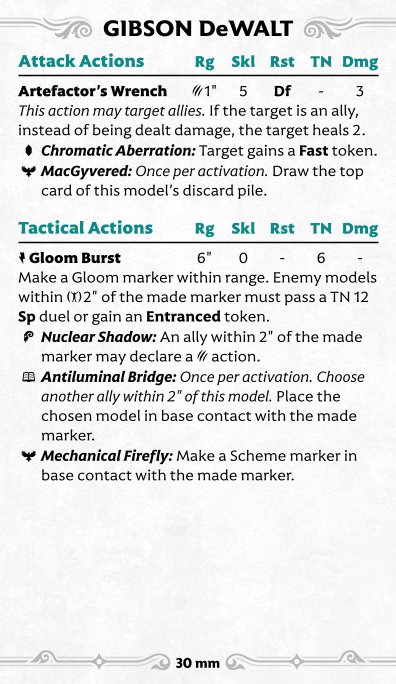 GIBSON DeWALT
Attack Actions Rg Skl Rst TN Dmg
Artefactor's Wrench 1" 5 Df - 3
This action may target allies. If the target is an ally,
instead of being dealt damage, the target heals 2.
Chromatic Aberration: Target gains a Fast token.
MacGyvered: Once per activation. Draw the top
card of this model's discard pile.
Tactical Actions Rg Skl Rst TN Dmg
Gloom Burst 6" 0 - 6 -
Make a Gloom marker within range. Enemy models
within 2" of the made marker must pass a TN 12
Sp duel or gain an Entranced token.
Nuclear Shadow: An ally within 2" of the made
marker may declare a action.
Antiluminal Bridge: Once per activation. Choose
another ally within 2" of this model. Place the
chosen model in base contact with the made
marker.
Mechanical Firefly: Make a Scheme marker in
base contact with the made marker.
30 mm